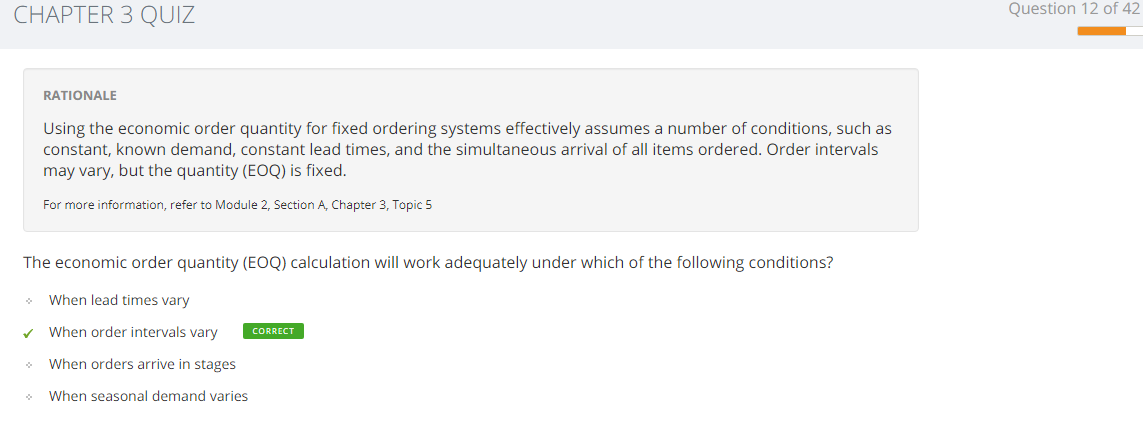 CHAPTER 3 QUIZ
Question 12 of 42
RATIONALE
Using the economic order quantity for fixed ordering systems effectively assumes a number of conditions, such as
constant, known demand, constant lead times, and the simultaneous arrival of all items ordered. Order intervals
may vary, but the quantity (EOQ) is fixed.
For more information, refer to Module 2, Section A, Chapter 3, Topic 5
The economic order quantity (EOQ) calculation will work adequately under which of the following conditions?
When lead times vary
When order intervals vary CORRECT
When orders arrive in stages
When seasonal demand varies